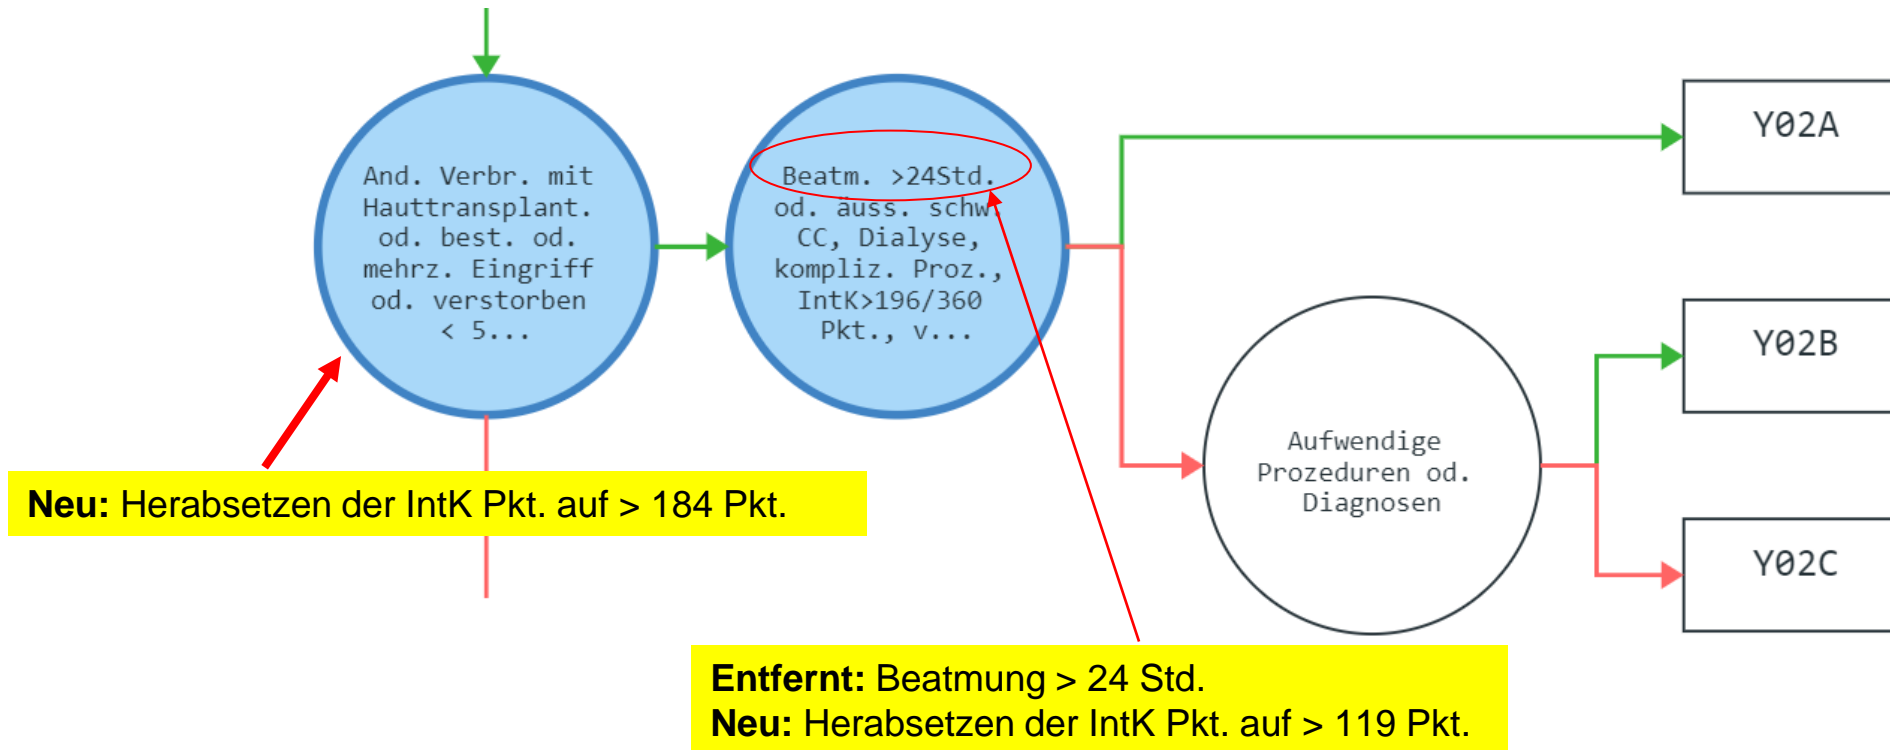 And. Verbr. mit
Hauttransplant.
od. best. od.
mehrz. Eingriff
od. verstorben
< 5...
Beatm. >24Std.
od. äuss. schw.
CC, Dialyse,
kompliz. Proz.,
IntK>196/360
Pkt., v...
Y02A
Y02B
Aufwendige
Prozeduren od.
Diagnosen
Y02C
Neu: Herabsetzen der IntK Pkt. auf > 184 Pkt.
Entfernt: Beatmung > 24 Std.
Neu: Herabsetzen der IntK Pkt. auf > 119 Pkt.